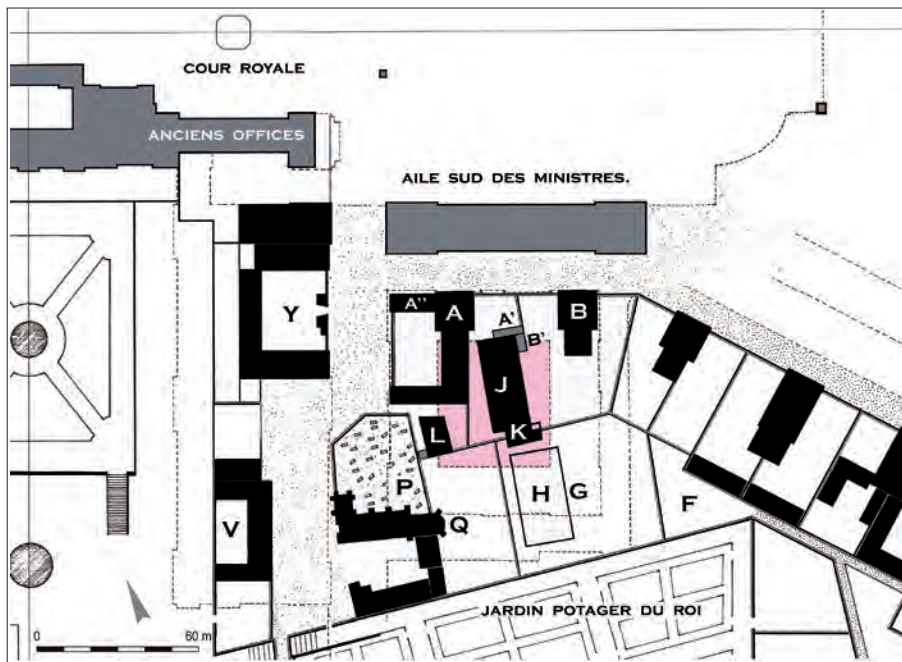 COUR ROYALE
ANCIENS OFFICES
AILE SUD DES MINISTRES.
Y
A''
A
A'
B
B'
J
L
K
P
H
G
F
V
Q
JARDIN POTAGER DU ROI
0
60 m